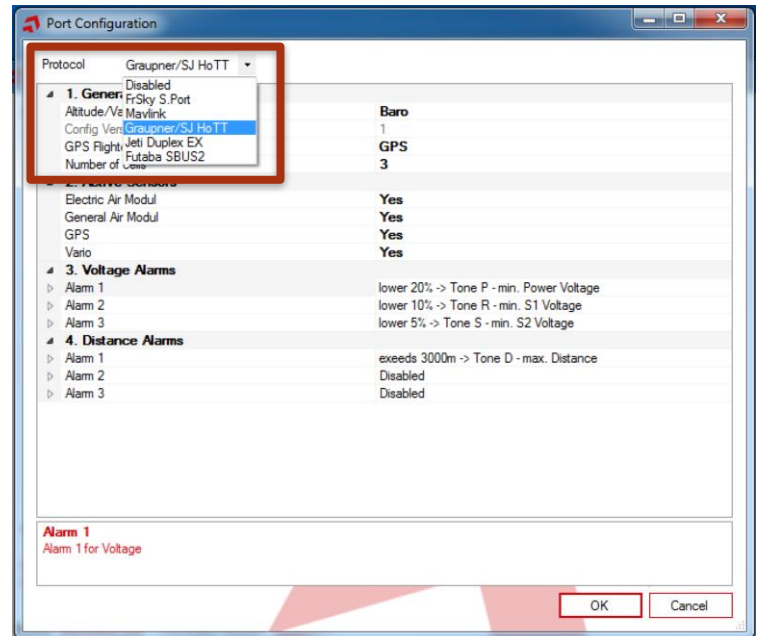 Port Configuration
Protocol Graupner/SJ HoTT
Disabled
FrSky S.Port
Mavlink
Graupner/SJ HoTT
Jeti Duplex EX
Futaba SBUS2
1. Genera
Altitude/Va Baro
Config Vers 1
GPS Flight GPS
Number of Cells 3
2. Active Sensors
Electric Air Modul Yes
General Air Modul Yes
GPS Yes
Vario Yes
3. Voltage Alarms
Alarm 1 lower 20% -> Tone P - min. Power Voltage
Alarm 2 lower 10% -> Tone R - min. S1 Voltage
Alarm 3 lower 5% -> Tone S - min. S2 Voltage
4. Distance Alarms
Alarm 1 exeeds 3000m -> Tone D - max. Distance
Alarm 2 Disabled
Alarm 3 Disabled
Alarm 1
Alarm 1 for Voltage
OK Cancel